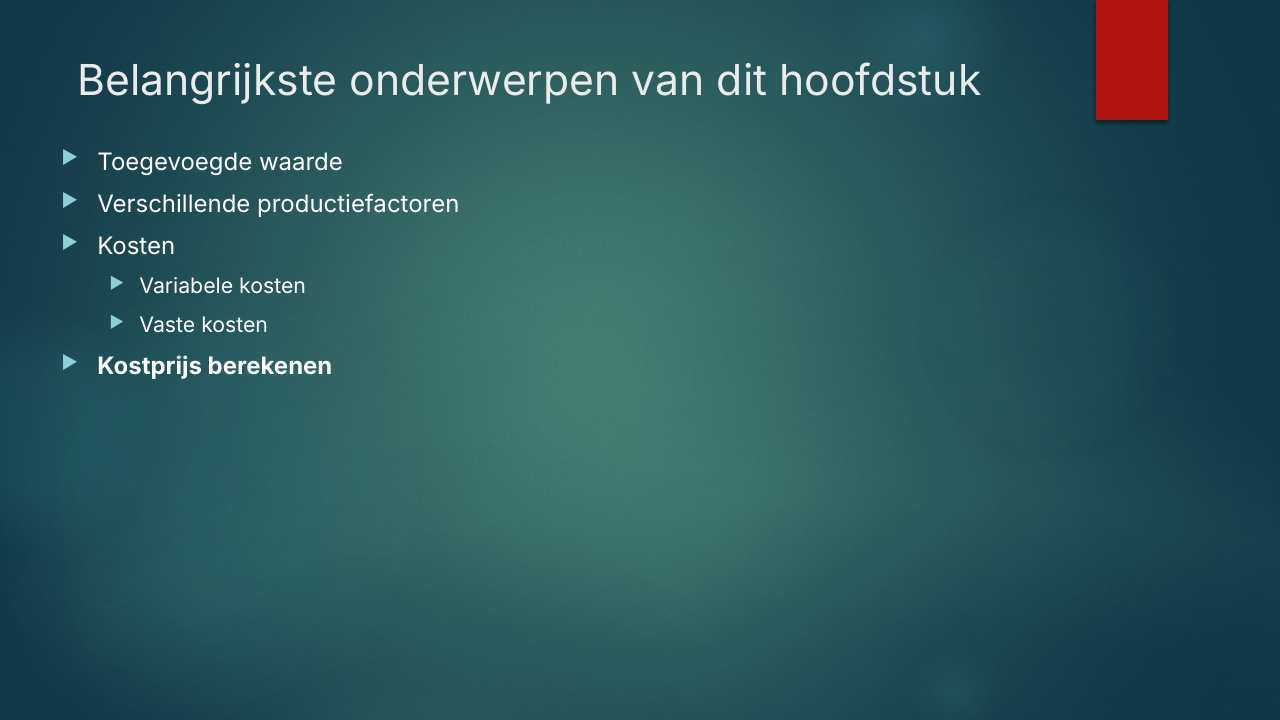 Belangrijkste onderwerpen van dit hoofdstuk
Toegevoegde waarde
Verschillende productiefactoren
Kosten
Variabele kosten
Vaste kosten
Kostprijs berekenen